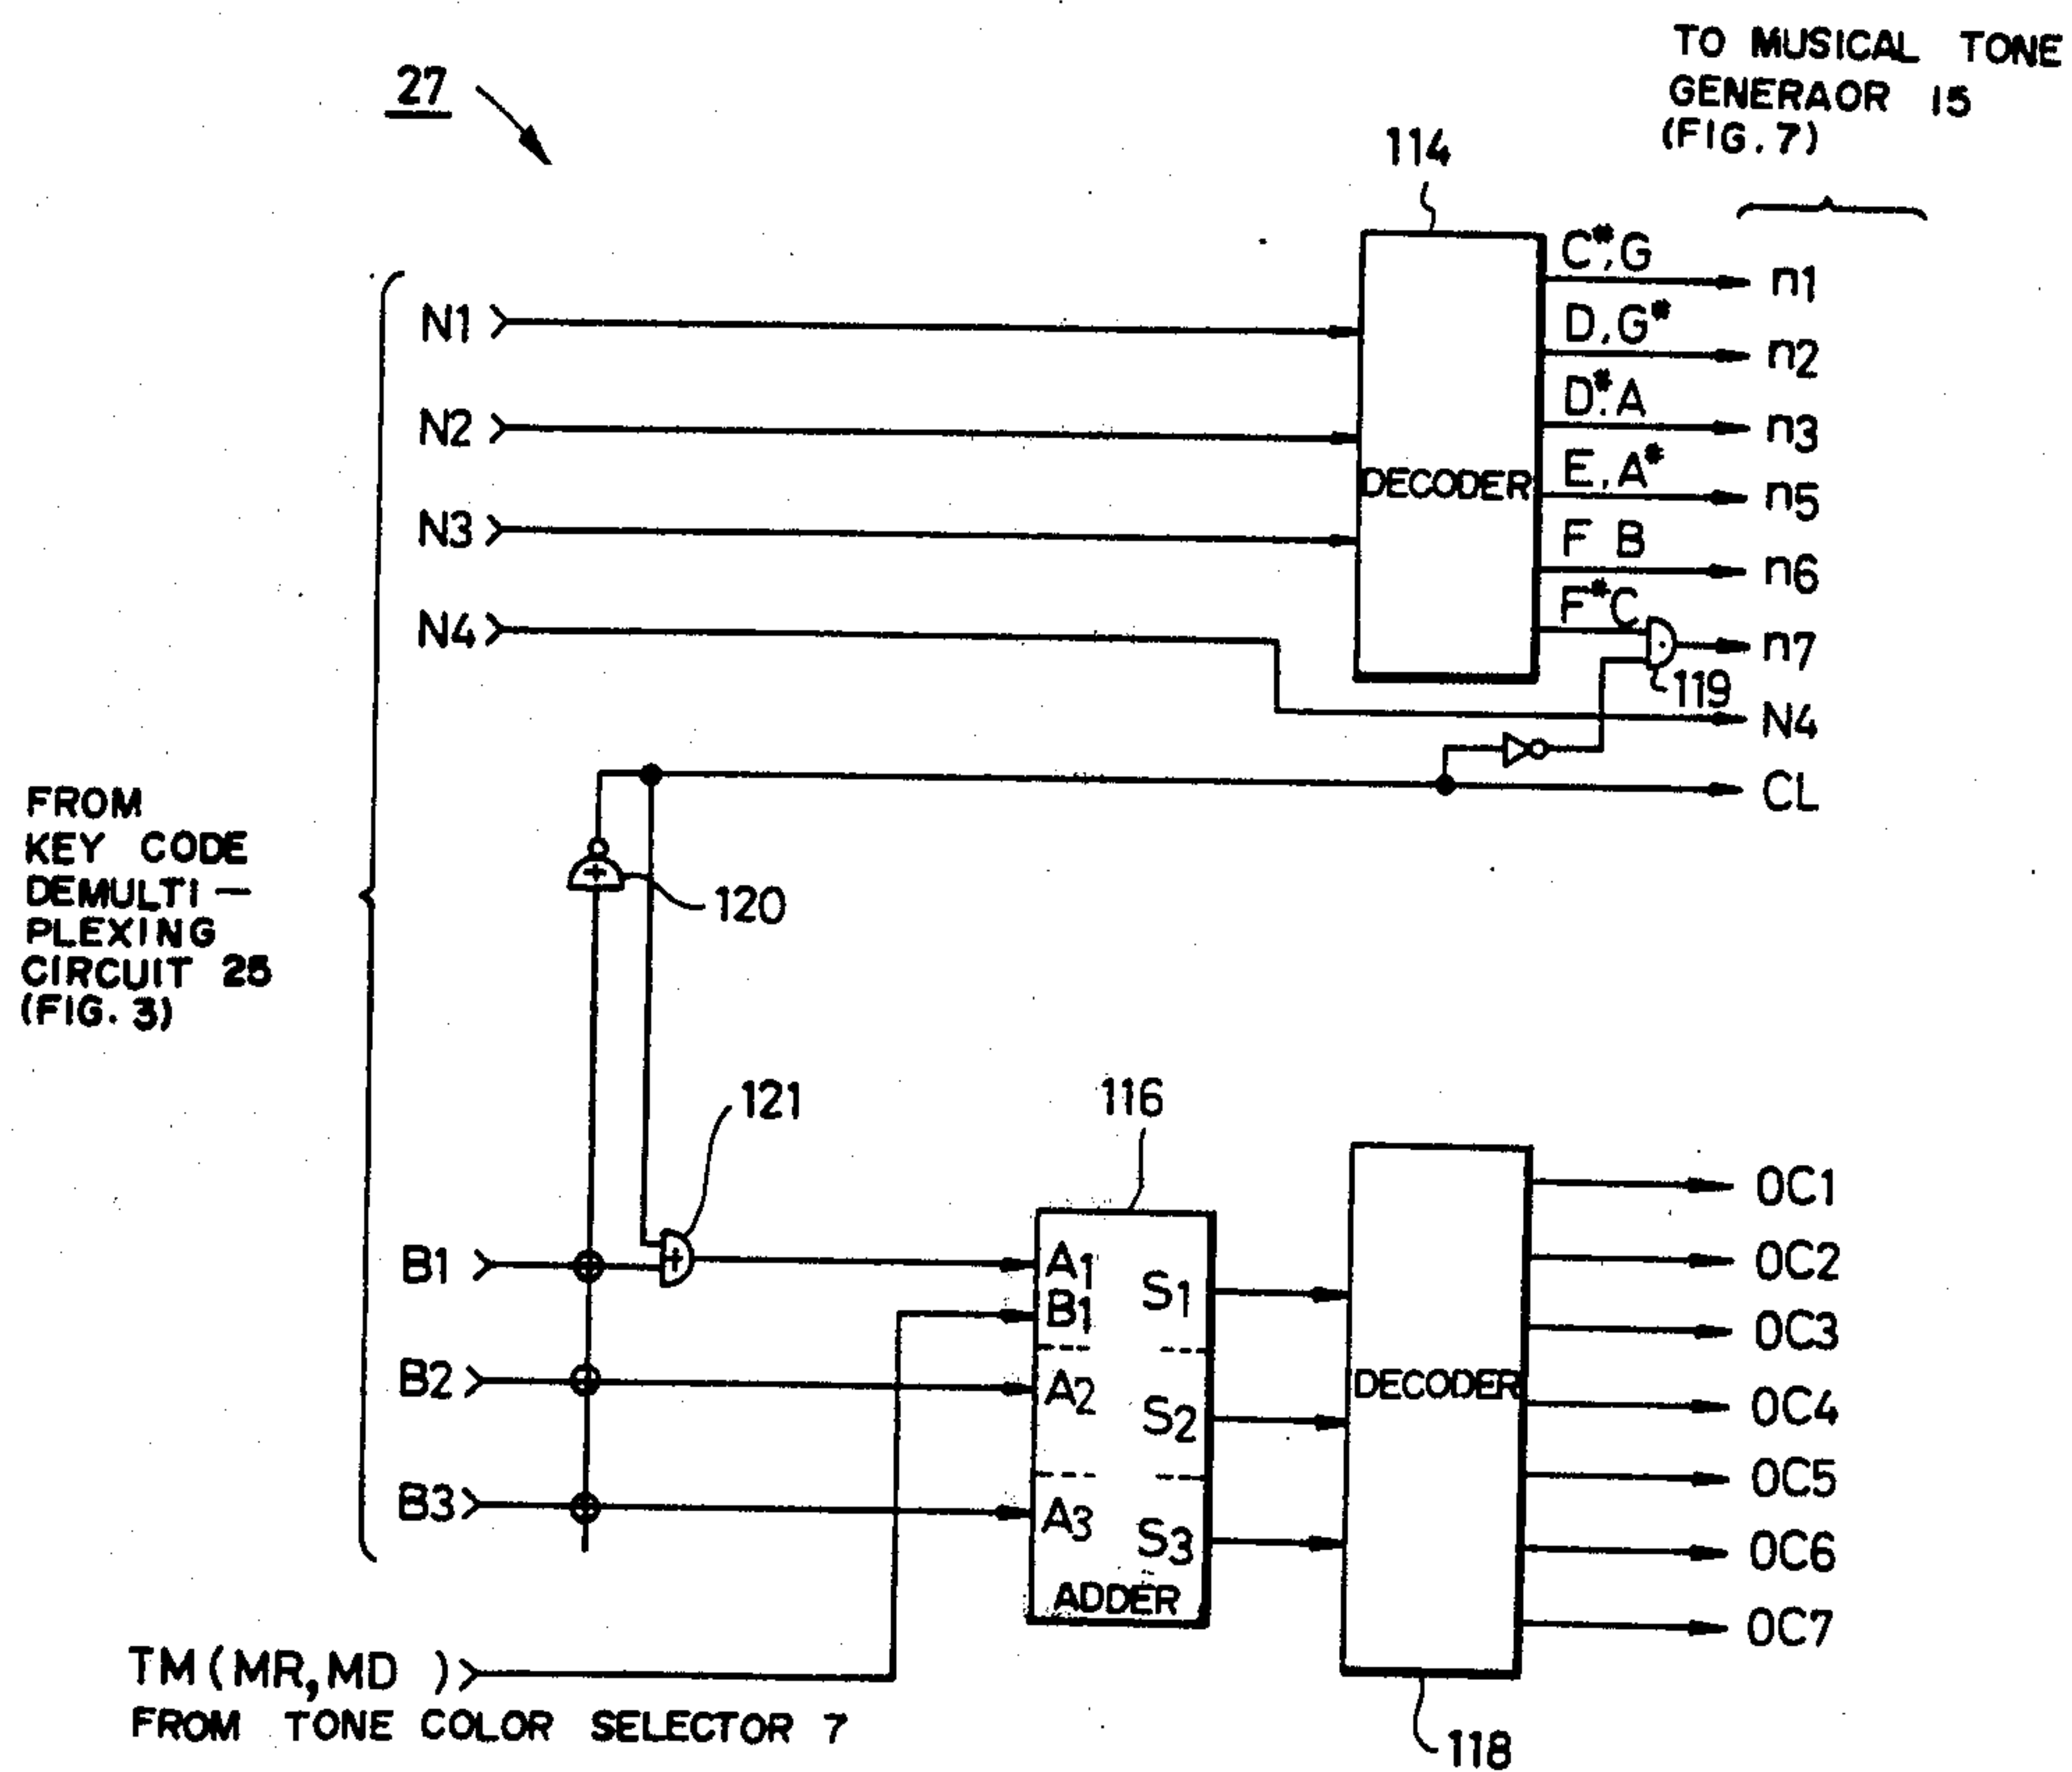 27
TO MUSICAL TONE
GENERAOR 15
(FIG. 7)
114
C*,G
n1
N1
D,G*
n2
D*,A
n3
N2
E,A*
n5
DECODER
N3
F B
n6
F*C
N4
n7
119
N4
CL
FROM
KEY CODE
DEMULTI—
PLEXING
CIRCUIT 25
(FIG. 3)
+
120
121
116
OC1
B1
+
A1
S1
OC2
B1
OC3
B2
A2
S2
DECODER
OC4
OC5
B3
A3
S3
OC6
ADDER
OC7
TM(MR,MD )
FROM TONE COLOR SELECTOR 7
118